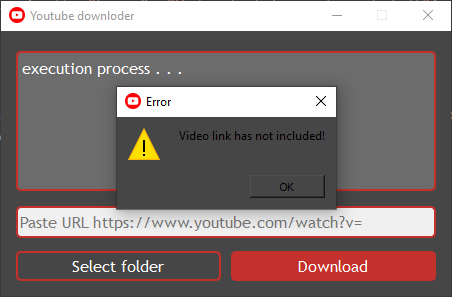 Youtube downloder
execution process . . .
Error
Video link has not included!
OK
Paste URL https://www.youtube.com/watch?v=
Select folder
Download